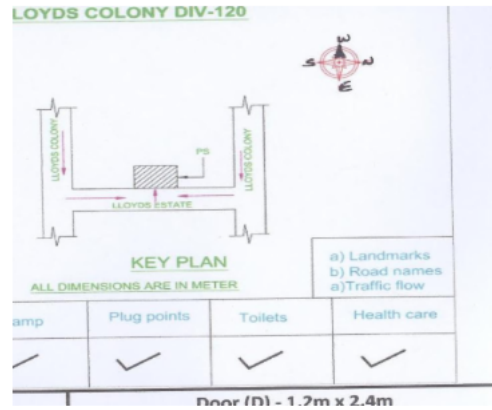 LOYDS COLONY DIV-120
W
S N
E
LLOYDS COLONY
PS
LLOYDS COLONY
LLOYDS ESTATE
KEY PLAN
ALL DIMENSIONS ARE IN METER
a) Landmarks
b) Road names
a)Traffic flow
amp Plug points Toilets Health care
Door (D) - 1.2m x 2.4m